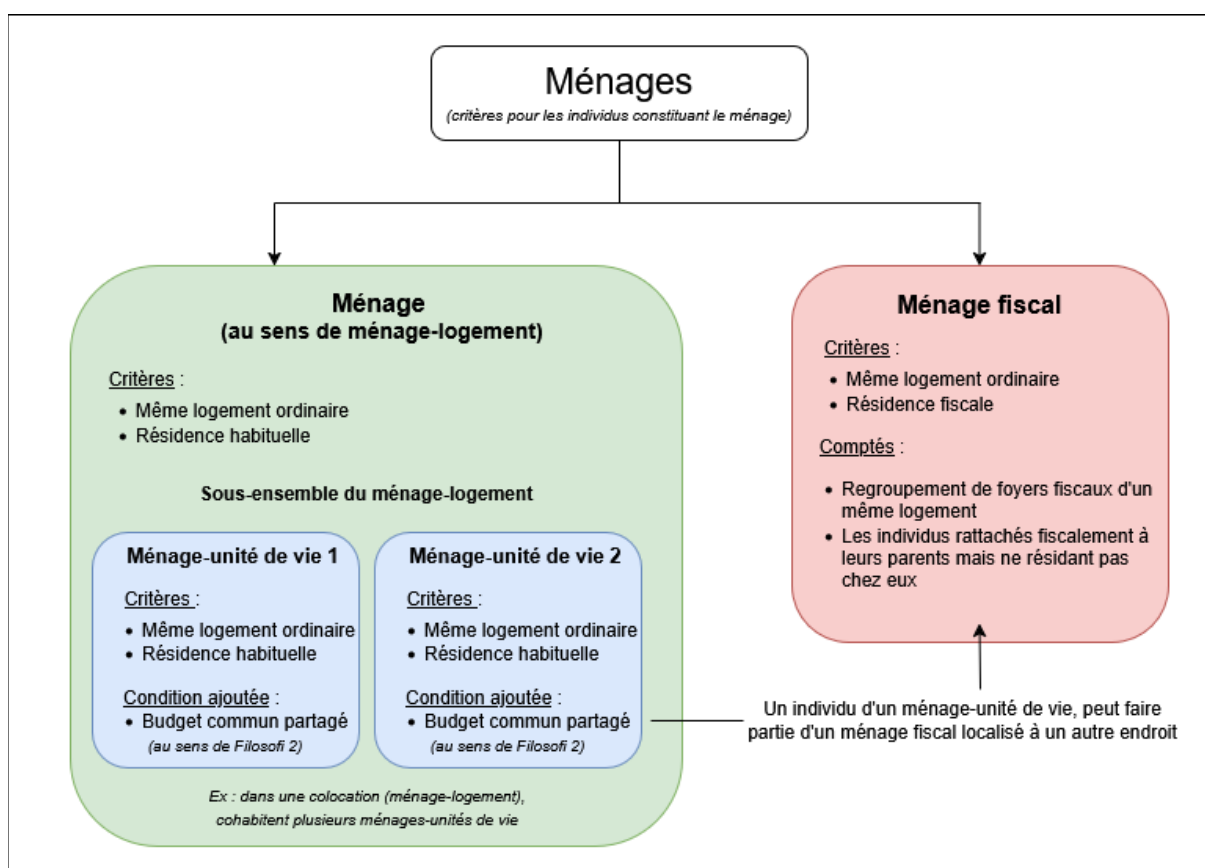 Ménages
(critères pour les individus constituant le ménage)
Ménage
(au sens de ménage-logement)
Critères :
• Même logement ordinaire
• Résidence habituelle
Sous-ensemble du ménage-logement
Ménage-unité de vie 1
Critères :
• Même logement ordinaire
• Résidence habituelle
Condition ajoutée :
• Budget commun partagé
(au sens de Filosofi 2)
Ménage-unité de vie 2
Critères :
• Même logement ordinaire
• Résidence habituelle
Condition ajoutée :
• Budget commun partagé
(au sens de Filosofi 2)
Ex : dans une colocation (ménage-logement),
cohabitent plusieurs ménages-unités de vie
Ménage fiscal
Critères :
• Même logement ordinaire
• Résidence fiscale
Comptés :
• Regroupement de foyers fiscaux d'un
même logement
• Les individus rattachés fiscalement à
leurs parents mais ne résidant pas
chez eux
Un individu d'un ménage-unité de vie, peut faire
partie d'un ménage fiscal localisé à un autre endroit